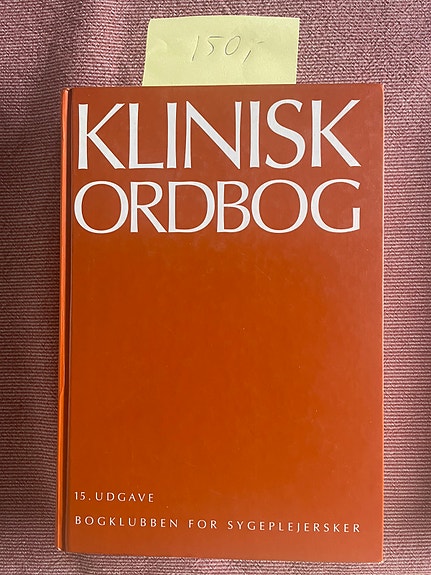 150,-
KLINISK
ORDBOG
15. UDGAVE
BOGKLUBBEN FOR SYGEPLEJERSKER